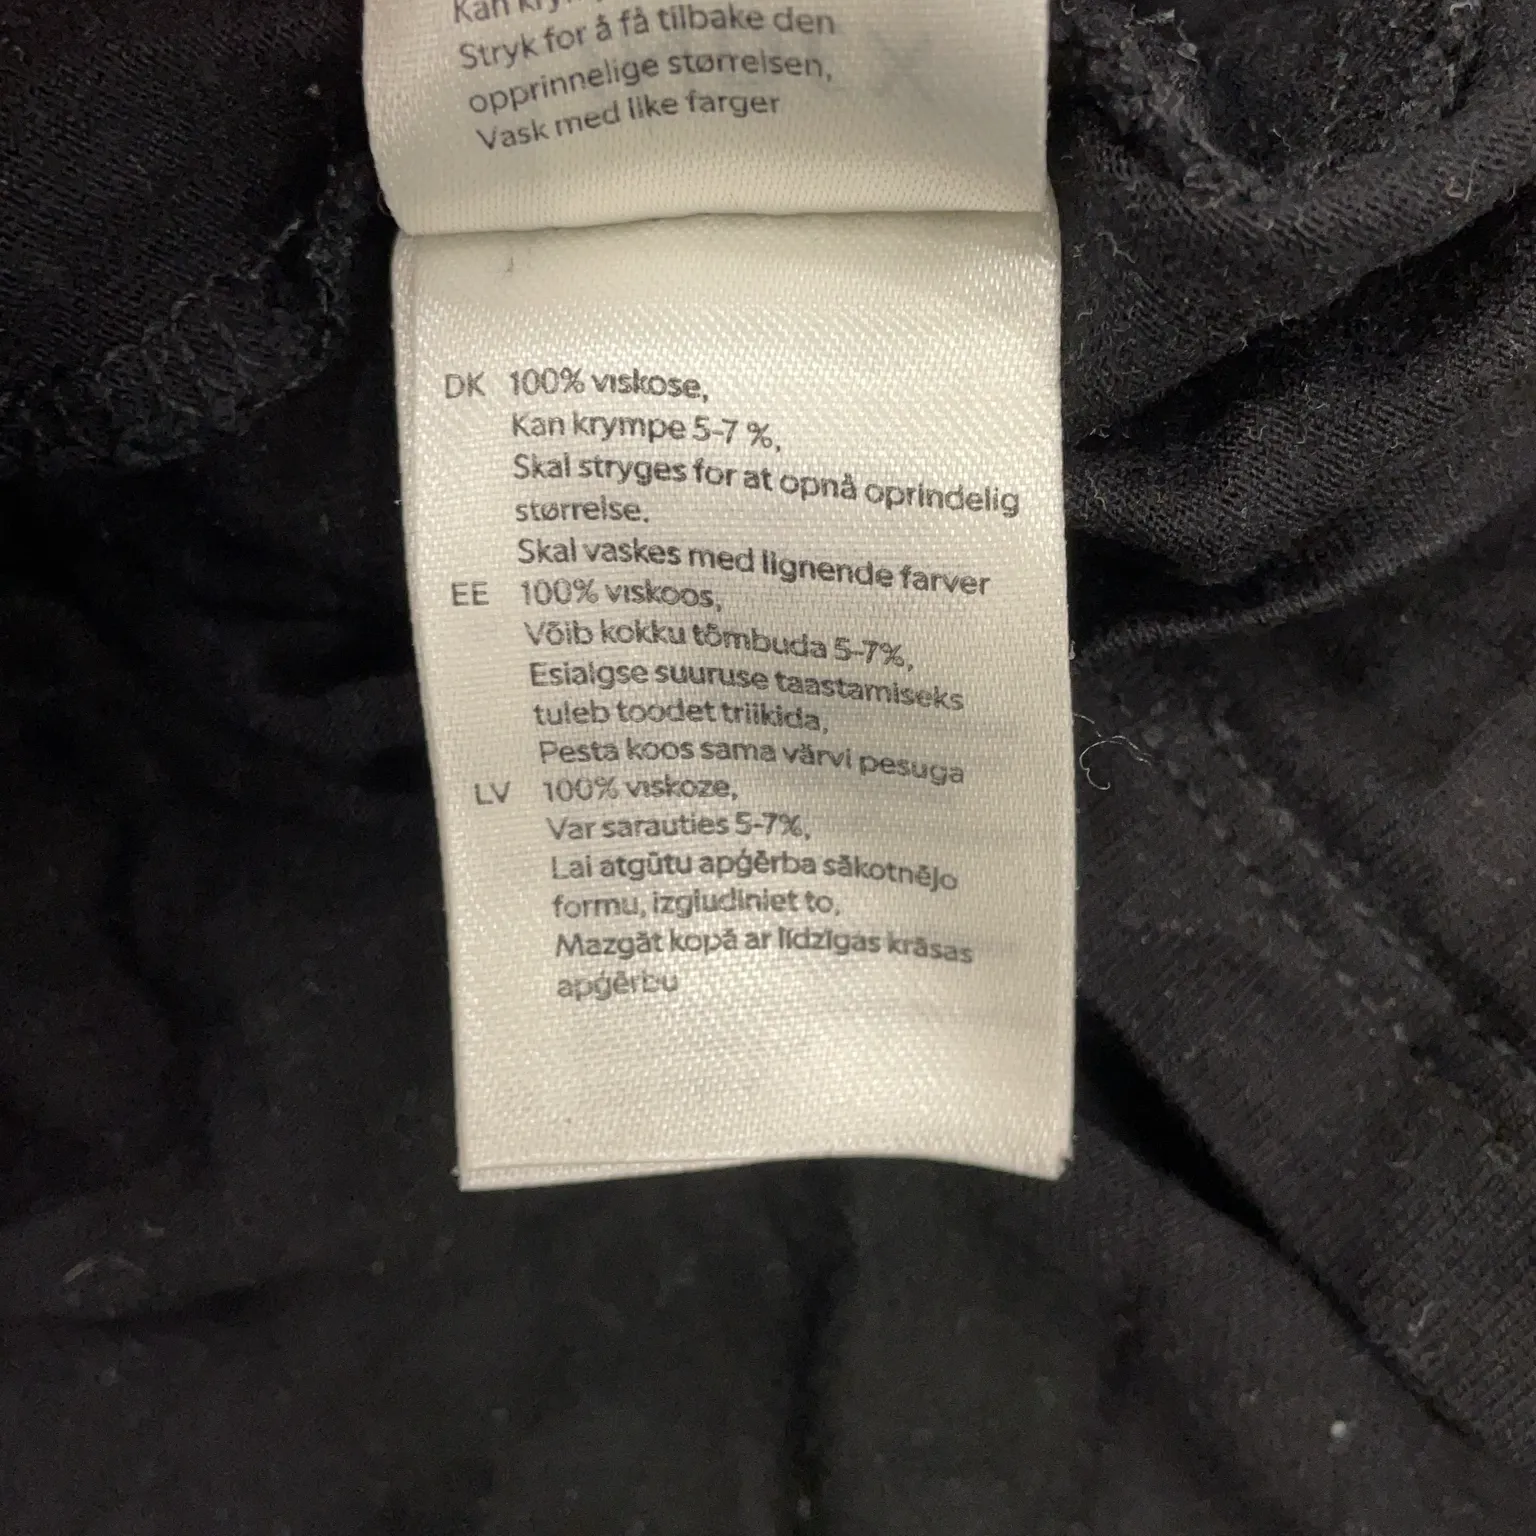 Kan
Stryk for å få tilbake den
opprinnelige størrelsen,
Vask med like farger
DK 100% viskose,
Kan krympe 5-7 %,
Skal stryges for at opnå oprindelig
størrelse.
Skal vaskes med lignende farver
EE 100% viskoos,
Võib kokku tõmbuda 5-7%,
Esialgse suuruse taastamiseks
tuleb toodet triikida,
Pesta koos sama värvi pesuga
LV 100% viskoze,
Var sarauties 5-7%,
Lai atgūtu apģērba sākotnējo
formu, izgludiniet to,
Mazgāt kopā ar līdzīgas krāsas
apģērbu